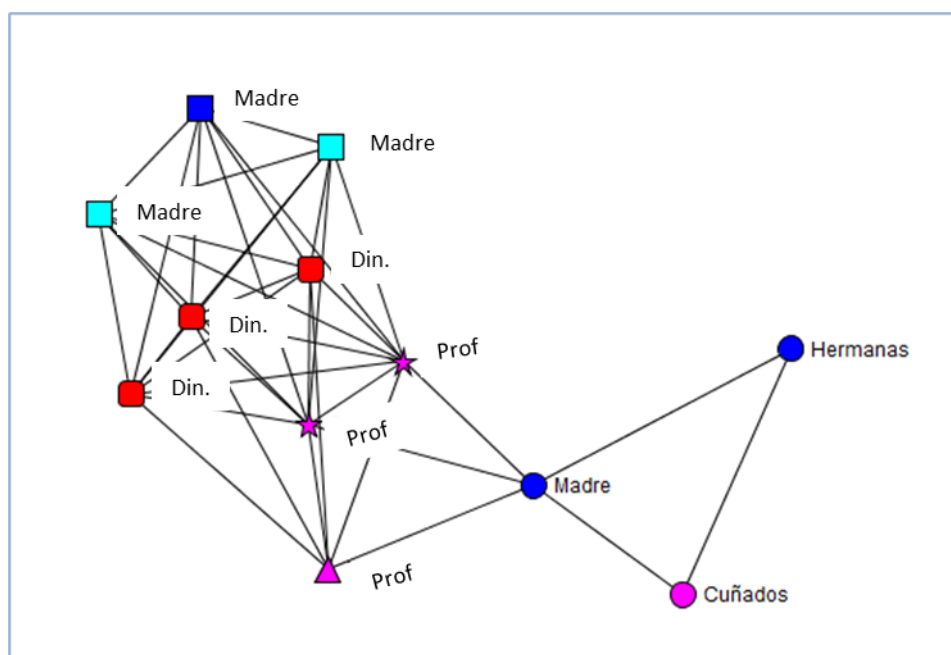 Madre
Madre
Madre
Din.
Din.
Prof
Hermanas
Din.
Prof
Madre
Prof
Cuñados